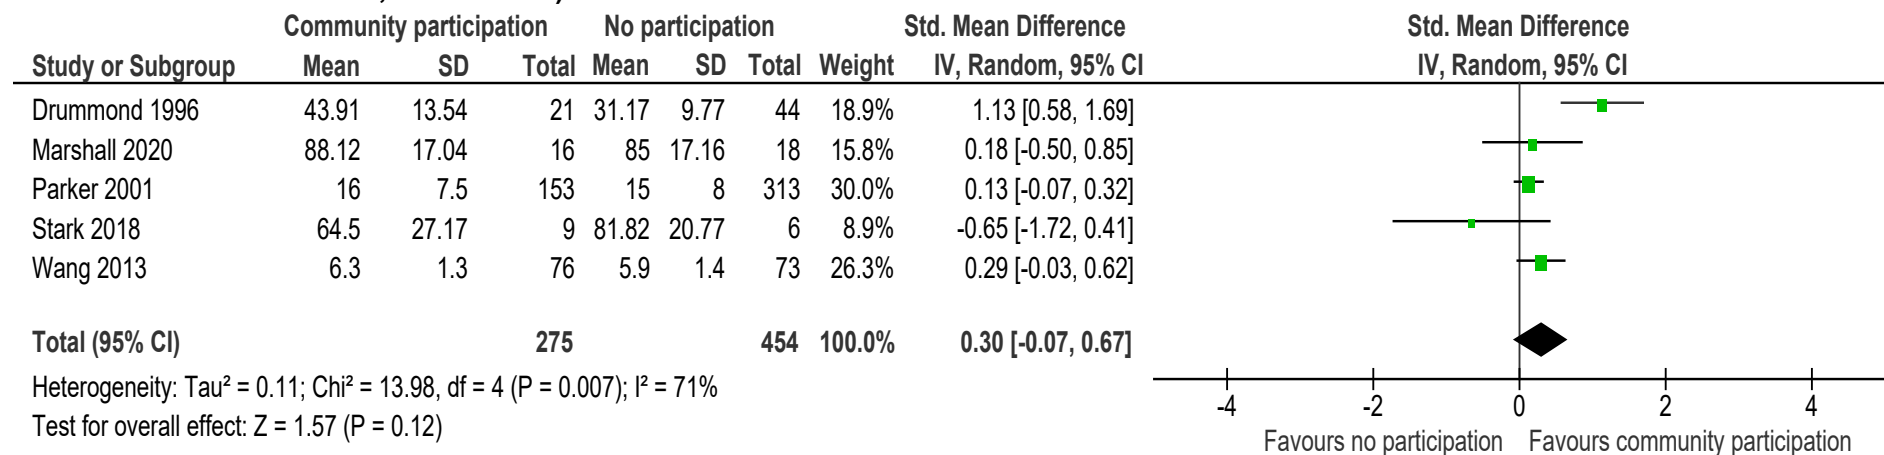 Community participation No participation Std. Mean Difference Std. Mean Difference
Study or Subgroup Mean SD Total Mean SD Total Weight IV, Random, 95% CI IV, Random, 95% CI
Drummond 1996 43.91 13.54 21 31.17 9.77 44 18.9% 1.13 [0.58, 1.69]
Marshall 2020 88.12 17.04 16 85 17.16 18 15.8% 0.18 [-0.50, 0.85]
Parker 2001 16 7.5 153 15 8 313 30.0% 0.13 [-0.07, 0.32]
Stark 2018 64.5 27.17 9 81.82 20.77 6 8.9% -0.65 [-1.72, 0.41]
Wang 2013 6.3 1.3 76 5.9 1.4 73 26.3% 0.29 [-0.03, 0.62]
Total (95% CI) 275 454 100.0% 0.30 [-0.07, 0.67]
Heterogeneity: Tau² = 0.11; Chi² = 13.98, df = 4 (P = 0.007); I² = 71%
Test for overall effect: Z = 1.57 (P = 0.12)
-4 -2 0 2 4
Favours no participation Favours community participation